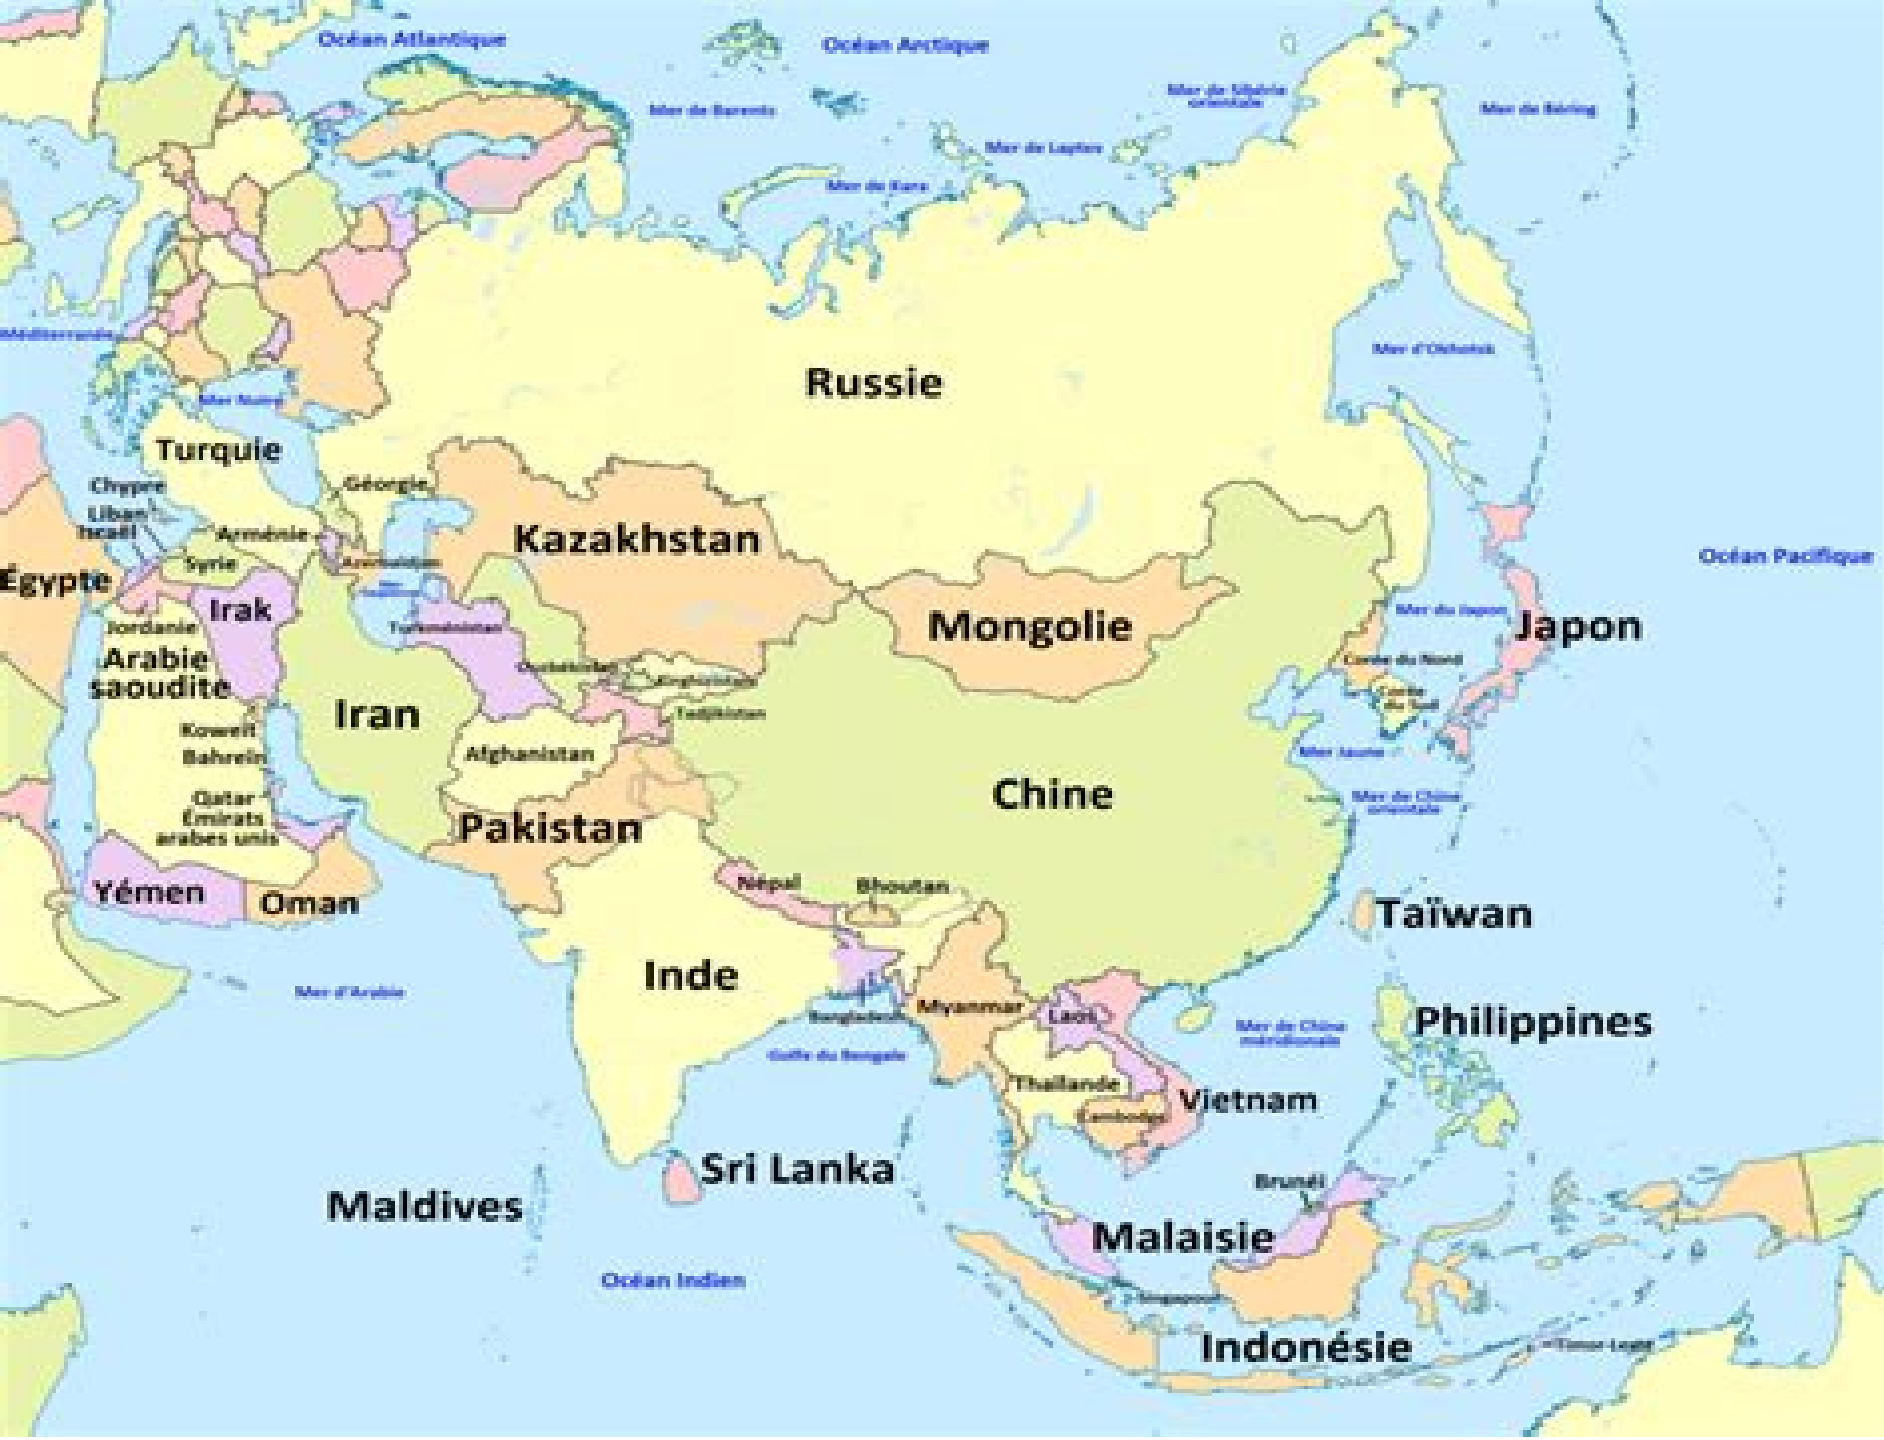 Océan Atlantique
Océan Arctique
Mer de Barents
Mer de Sibérie
orientale
Mer de Béring
Mer de Laptev
Mer de Kara
Méditerranée
Mer d'Okhotsk
Russie
Mer Noire
Turquie
Chypre
Géorgie
Liban
Israël
Arménie
Kazakhstan
Océan Pacifique
Syrie
Azerbaïdjan
Égypte
Irak
Mer du Japon
Japon
Jordanie
Turkménistan
Mongolie
Arabie
saoudite
Ouzbékistan
Kirghizistan
Corée du Nord
Corée
du Sud
Iran
Tadjikistan
Koweït
Bahreïn
Afghanistan
Mer Jaune
Qatar
Émirats
arabes unis
Pakistan
Chine
Mer de Chine
orientale
Yémen
Oman
Népal
Bhoutan
Taïwan
Mer d'Arabie
Inde
Bangladesh
Myanmar
Laos
Mer de Chine
méridionale
Philippines
Golfe du Bengale
Thaïlande
Cambodge
Vietnam
Sri Lanka
Maldives
Brunéi
Malaisie
Océan Indien
Singapour
Indonésie
Timor-Leste